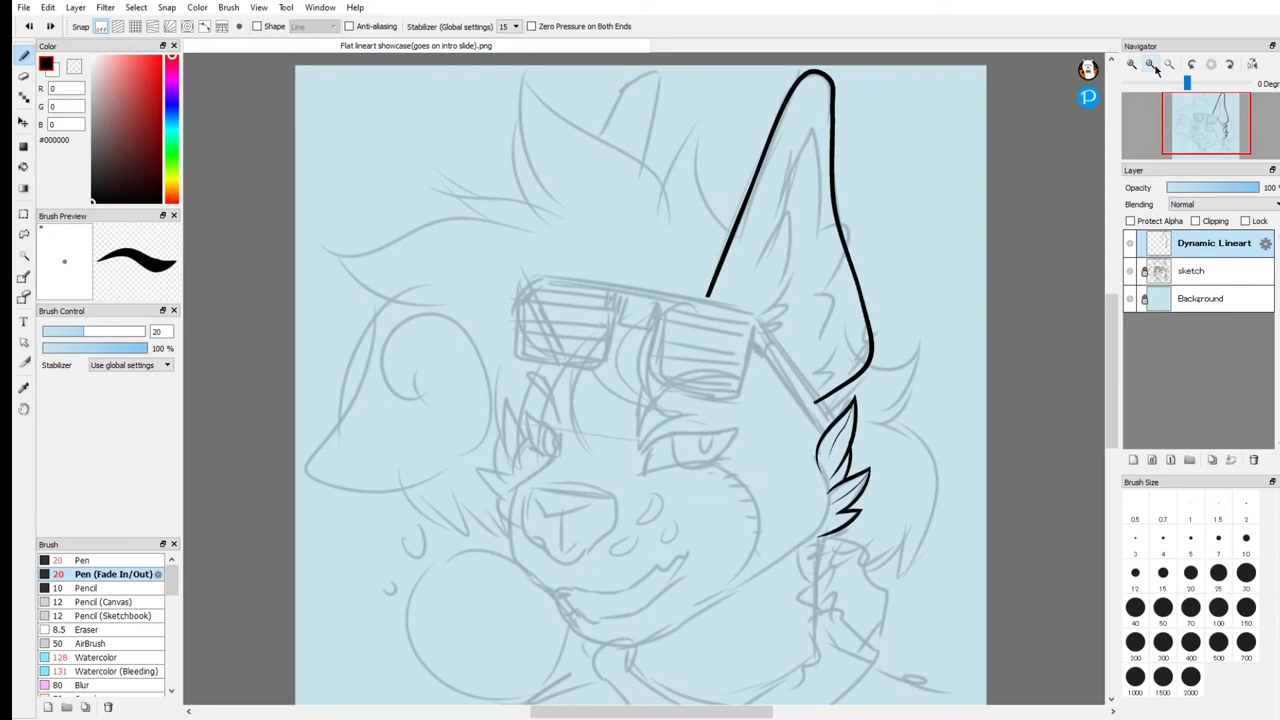 File Edit Layer Filter Select Snap Color Brush View Tool Window Help
Snap OFF Shape Line Anti-aliasing Stabilizer (Global settings) 15 Zero Pressure on Both Ends
Color
Flat lineart showcase(goes on intro slide).png
Navigator
R 0
G 0
B 0
#000000
0 Degr
Brush Preview
Brush Control
20
100 %
Stabilizer Use global settings
Layer
Opacity 100
Blending Normal
Protect Alpha Clipping Lock
Dynamic Lineart
sketch
Background
Brush
20 Pen
20 Pen (Fade In/Out)
10 Pencil
12 Pencil (Canvas)
12 Pencil (Sketchbook)
8.5 Eraser
50 AirBrush
128 Watercolor
131 Watercolor (Bleeding)
80 Blur
Brush Size
0.5 0.7 1 1.5 2
3 4 5 7 10
12 15 20 25 30
40 50 70 100 150
200 300 400 500 700
1000 1500 2000